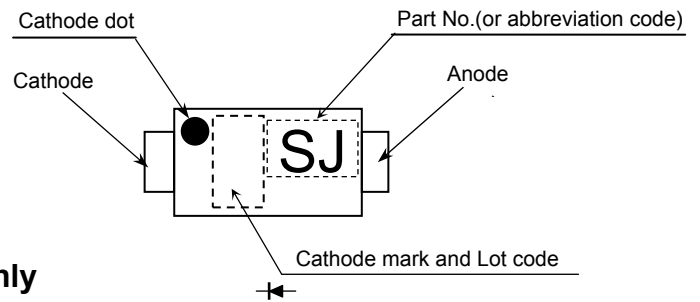 Cathode dot
Part No.(or abbreviation code)
Cathode
Anode
SJ
Cathode mark and Lot code
nly